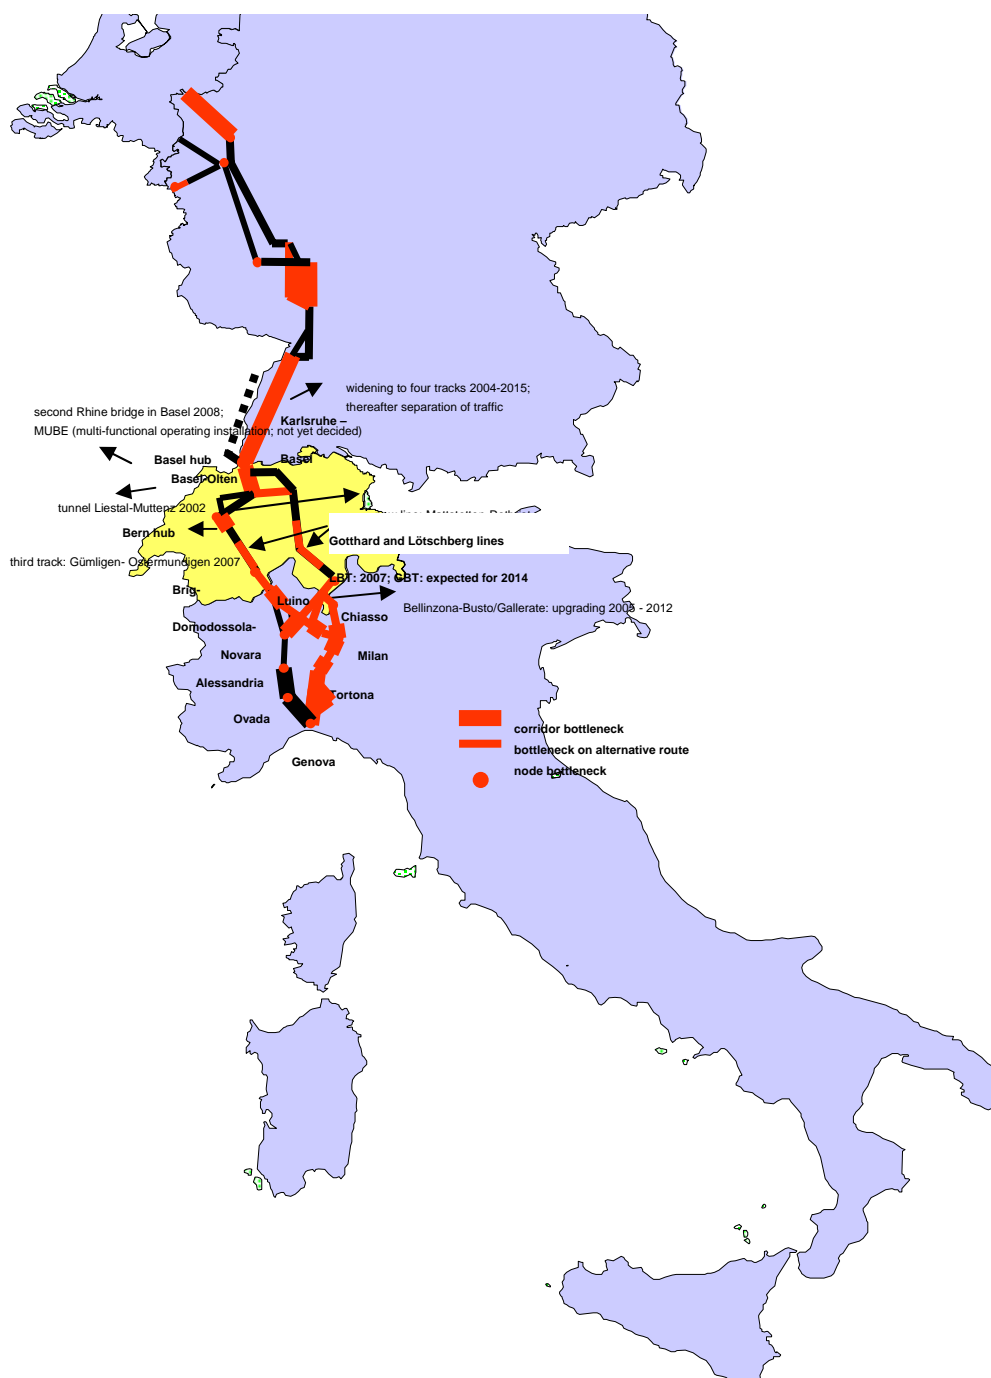 widening to four tracks 2004-2015;
thereafter separation of traffic
second Rhine bridge in Basel 2008;
MUBE (multi-functional operating installation; not yet decided)
Karlsruhe –
Basel
Basel hub
Basel-Olten
tunnel Liestal-Muttenz 2002
Bern hub
Gotthard and Lötschberg lines
third track: Gümligen- Ostermundigen 2007
LBT: 2007; GBT: expected for 2014
Brig-
Luino
Bellinzona-Busto/Gallerate: upgrading 2005 - 2012
Chiasso
Domodossola-
Novara
Milan
Alessandria
Tortona
Ovada
Genova
corridor bottleneck
bottleneck on alternative route
node bottleneck